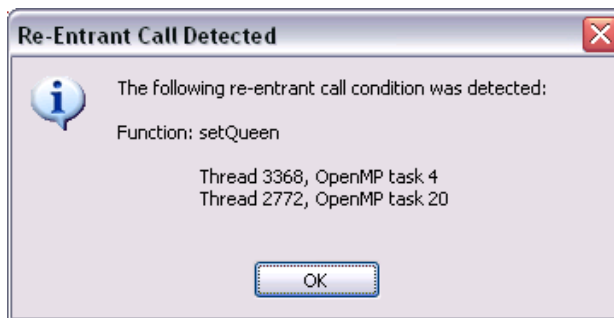 Re-Entrant Call Detected
The following re-entrant call condition was detected:
Function: setQueen
Thread 3368, OpenMP task 4
Thread 2772, OpenMP task 20
OK